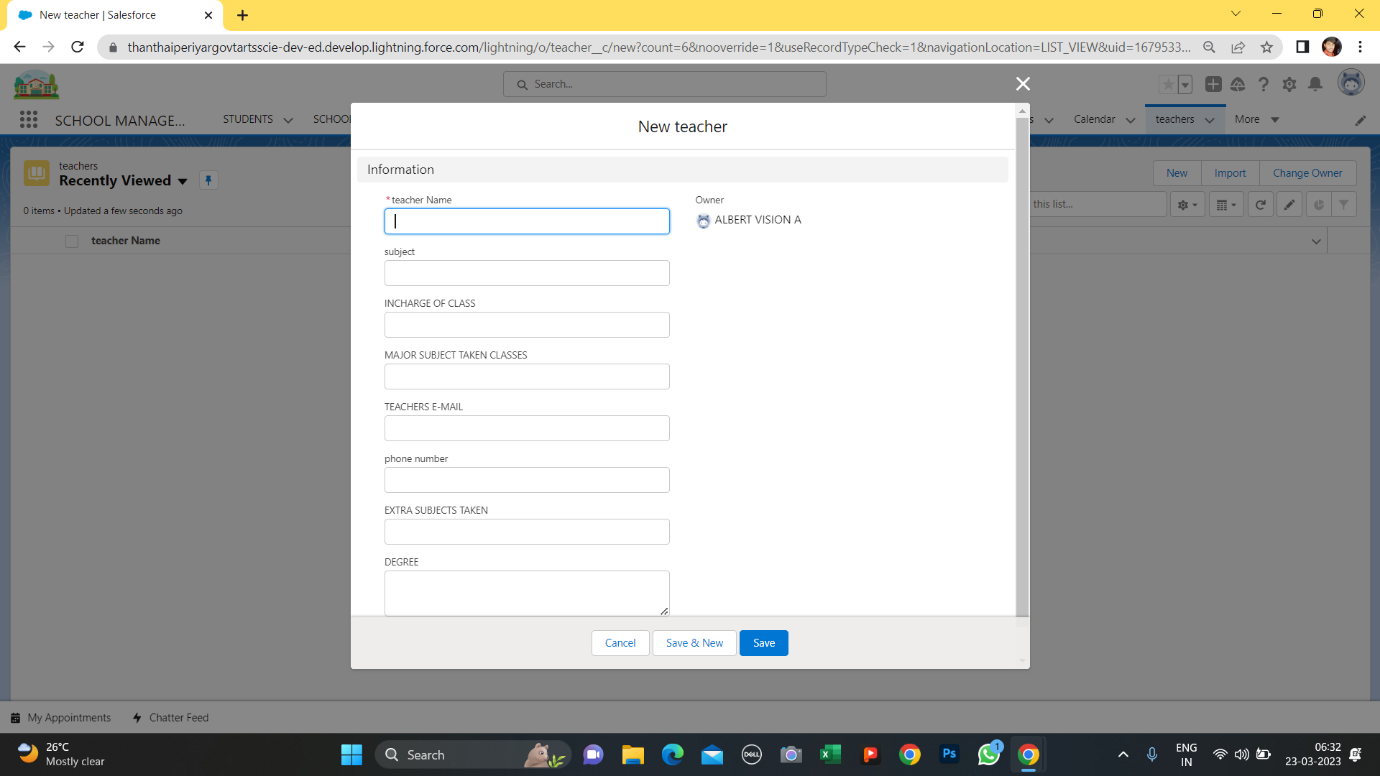 New teacher | Salesforce
thanthaiperiyargovtartsscie-dev-ed.develop.lightning.force.com/lightning/o/teacher__c/new?count=6&nooverride=1&useRecordTypeCheck=1&navigationLocation=LIST_VIEW&uid=1679533...
Search...
SCHOOL MANAGE...
STUDENTS
SCHOOL
s
Calendar
teachers
More
New teacher
teachers
Recently Viewed
New
Import
Change Owner
0 items • Updated a few seconds ago
this list...
teacher Name
Information
* teacher Name
Owner
ALBERT VISION A
subject
INCHARGE OF CLASS
MAJOR SUBJECT TAKEN CLASSES
TEACHERS E-MAIL
phone number
EXTRA SUBJECTS TAKEN
DEGREE
Cancel
Save & New
Save
My Appointments
Chatter Feed
26°C
Mostly clear
Search
DELL
Ps
1
ENG
IN
06:32
23-03-2023